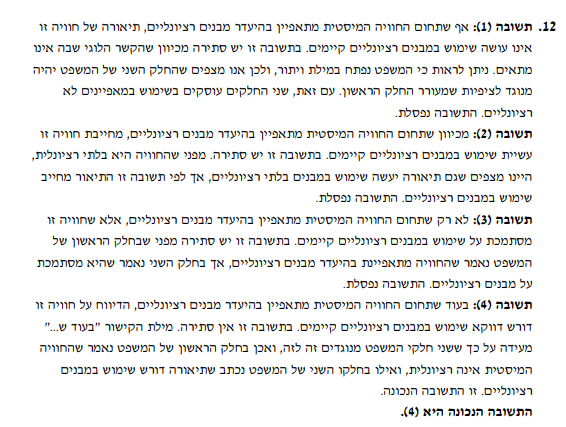 12. תשובה (1): אף שתחום החוויה המיסטית מתאפיין בהיעדר מבנים רציונליים, תיאורה של חוויה זו
אינו עושה שימוש במבנים רציונליים קיימים. בתשובה זו יש סתירה מכיוון שהקשר הלוגי שבה אינו
מתאים. ניתן לראות כי המשפט נפתח במילת ויתור, ולכן אנו מצפים שהחלק השני של המשפט יהיה
מנוגד לציפיות שמעורר החלק הראשון. עם זאת, שני החלקים עוסקים בשימוש במאפיינים לא
רציונליים. התשובה נפסלת.
תשובה (2): מכיוון שתחום החוויה המיסטית מתאפיין בהיעדר מבנים רציונליים, מחייבת חוויה זו
עשיית שימוש במבנים רציונליים קיימים. בתשובה זו יש סתירה. מפני שהחוויה היא בלתי רציונלית,
היינו מצפים שגם תיאורה יעשה שימוש במבנים בלתי רציונליים, אך לפי תשובה זו התיאור מחייב
שימוש במבנים רציונליים. התשובה נפסלת.
תשובה (3): לא רק שתחום החוויה המיסטית מתאפיין בהיעדר מבנים רציונליים, אלא שחוויה זו
מסתמכת על שימוש במבנים רציונליים קיימים. בתשובה זו יש סתירה מפני שבחלק הראשון של
המשפט נאמר שהחוויה מתאפיינת בהיעדר מבנים רציונליים, אך בחלק השני נאמר שהיא מסתמכת
על מבנים רציונליים. התשובה נפסלת.
תשובה (4): בעוד שתחום החוויה המיסטית מתאפיין בהיעדר מבנים רציונליים, הדיווח על חוויה זו
דורש דווקא שימוש במבנים רציונליים קיימים. בתשובה זו אין סתירה. מילת הקישור "בעוד ש..."
מעידה על כך ששני חלקי המשפט מנוגדים זה לזה, ואכן בחלק הראשון של המשפט נאמר שהחוויה
המיסטית אינה רציונלית, ואילו בחלקו השני של המשפט נכתב שתיאורה דורש שימוש במבנים
רציונליים. זו התשובה הנכונה.
התשובה הנכונה היא (4).